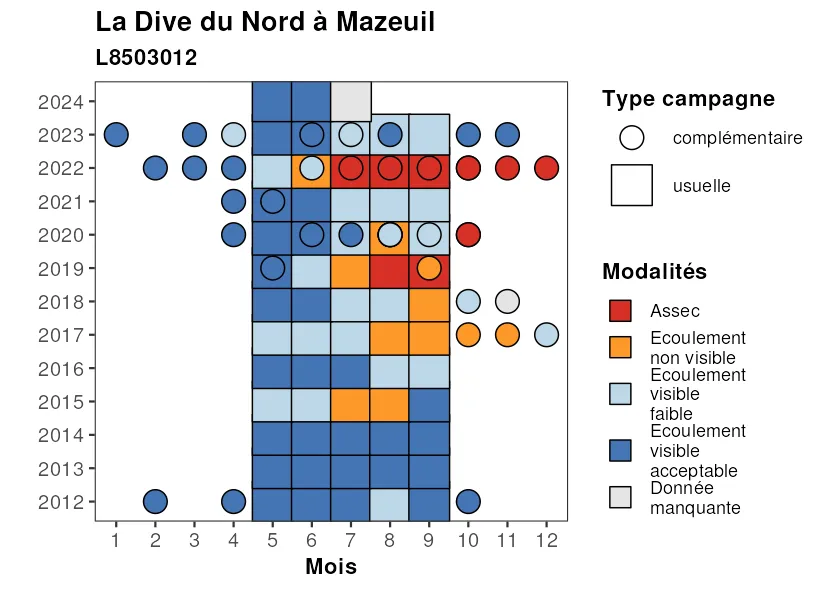 La Dive du Nord à Mazeuil
L8503012
2024
2023
2022
2021
2020
2019
2018
2017
2016
2015
2014
2013
2012
1 2 3 4 5 6 7 8 9 10 11 12
Mois
Type campagne
complémentaire
usuelle
Modalités
Assec
Ecoulement
non visible
Ecoulement
visible
faible
Ecoulement
visible
acceptable
Donnée
manquante